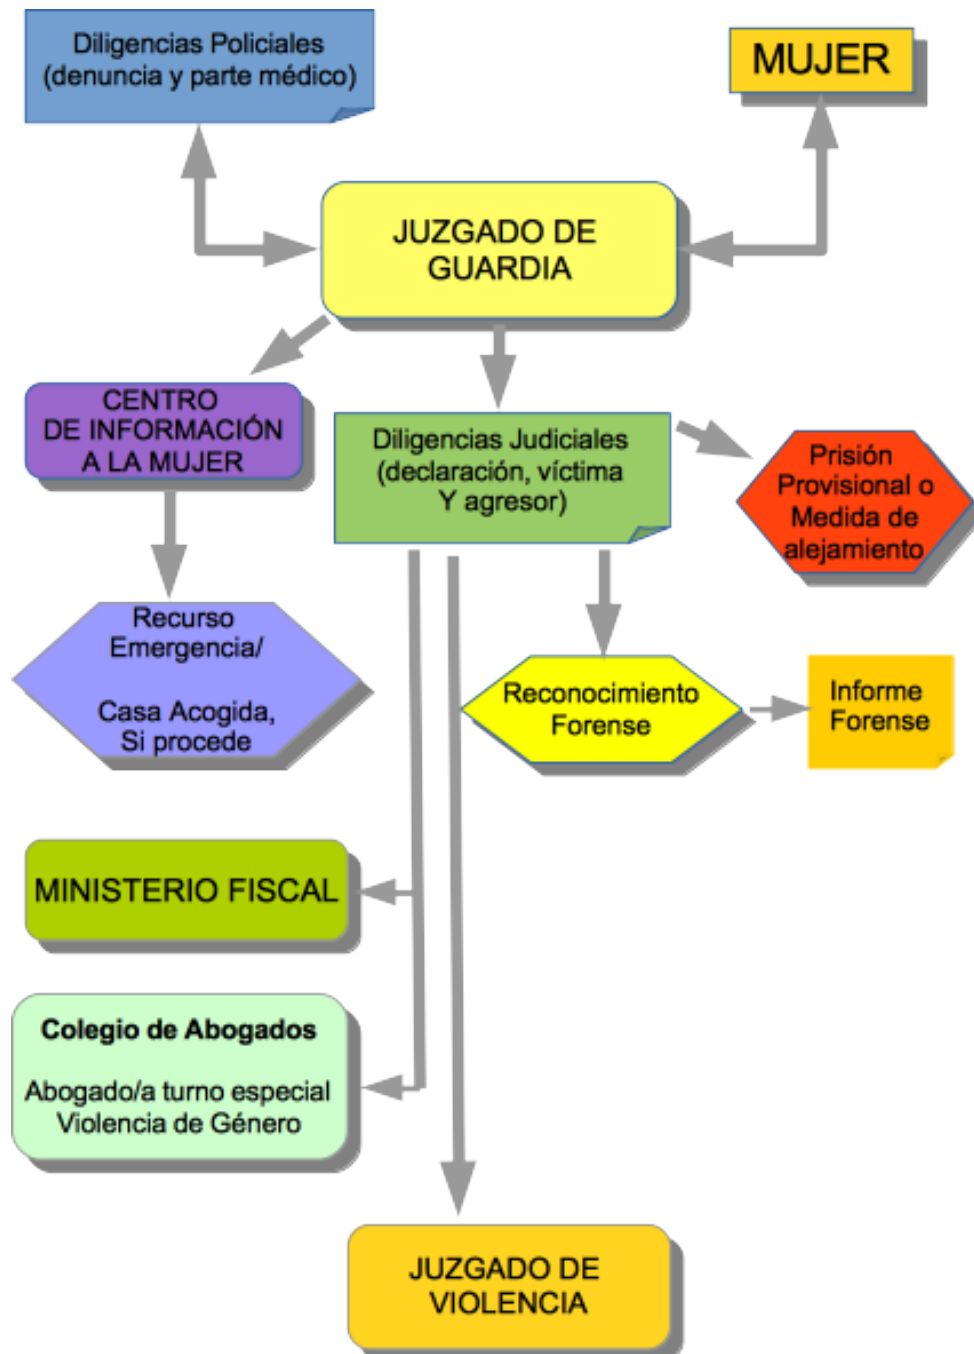 Diligencias Policiales
(denuncia y parte médico)
MUJER
JUZGADO DE
GUARDIA
CENTRO
DE INFORMACIÓN
A LA MUJER
Diligencias Judiciales
(declaración, víctima
Y agresor)
Prisión
Provisional o
Medida de
alejamiento
Recurso
Emergencia/
Casa Acogida,
Si procede
Reconocimiento
Forense
Informe
Forense
MINISTERIO FISCAL
Colegio de Abogados
Abogado/a turno especial
Violencia de Género
JUZGADO DE
VIOLENCIA